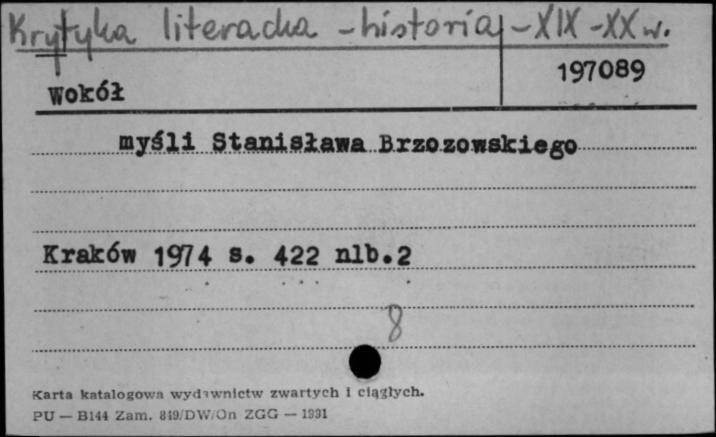 Krytyka literacka - historia - XIX - XX w.
197089
Wokół
myśli Stanisława Brzozowskiego
Kraków 1974 s. 422 nlb.2
8
Karta katalogowa wydawnictw zwartych i ciągłych.
PU — B144 Zam. 849/DW/On ZGG — 1991